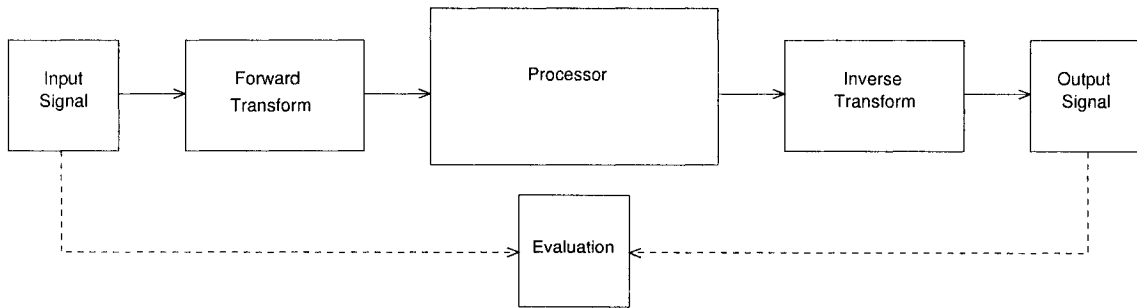 Input
Signal
Forward
Transform
Processor
Inverse
Transform
Output
Signal
Evaluation